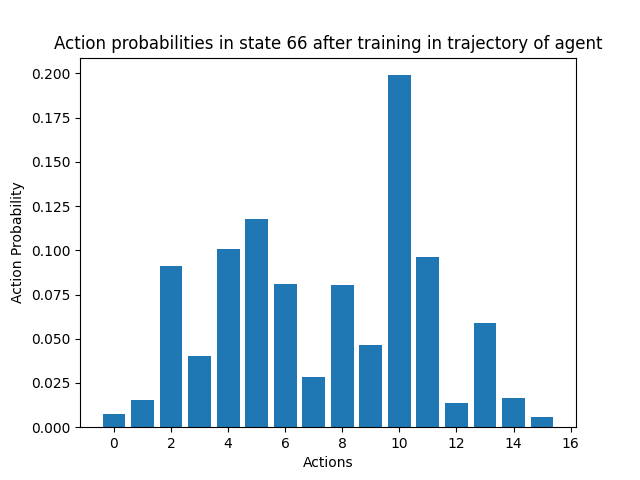 Action probabilities in state 66 after training in trajectory of agent
0.200
0.175
0.150
0.125
0.100
0.075
0.050
0.025
0.000
Action Probability
0 2 4 6 8 10 12 14 16
Actions